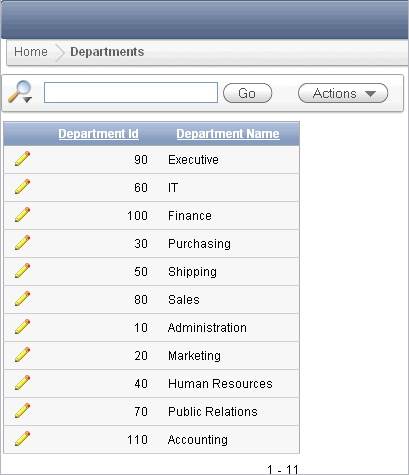 Home Departments
Go Actions
Department Id Department Name
90 Executive
60 IT
100 Finance
30 Purchasing
50 Shipping
80 Sales
10 Administration
20 Marketing
40 Human Resources
70 Public Relations
110 Accounting
1 - 11